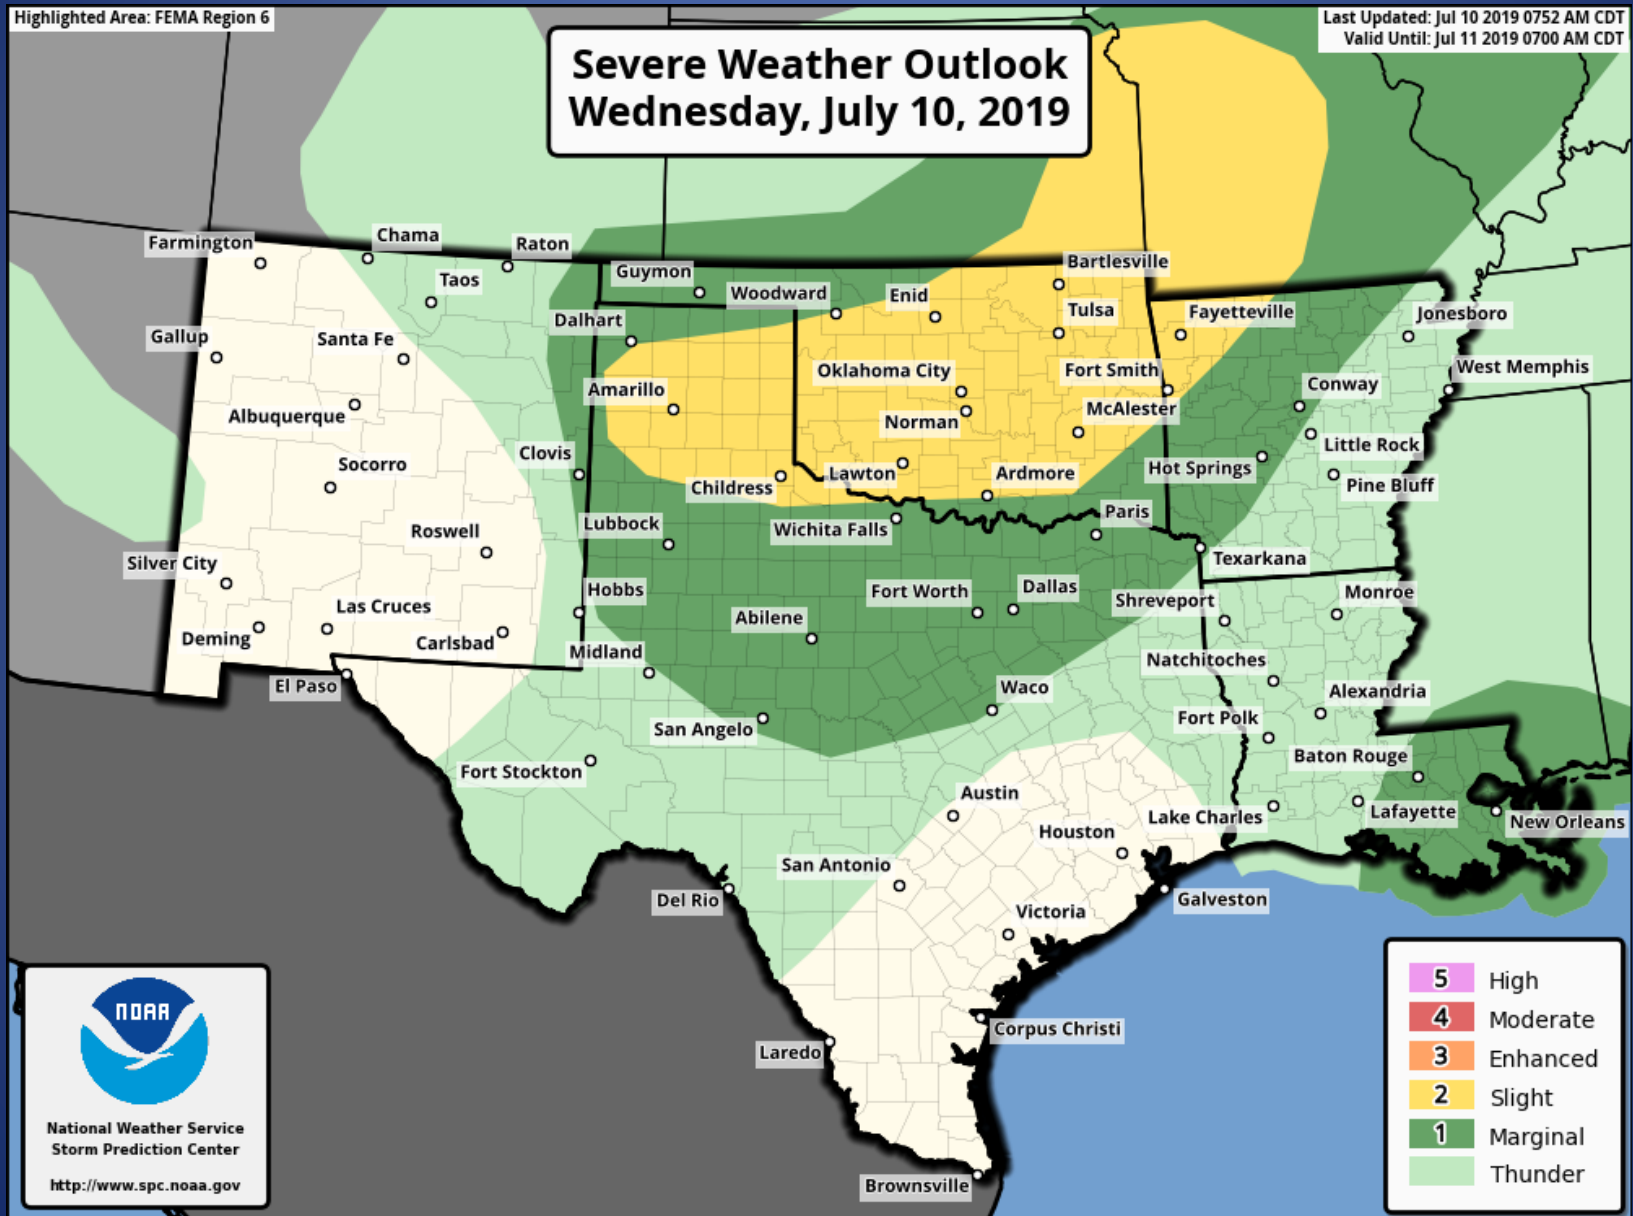 Highlighted Area: FEMA Region 6
Last Updated: Jul 10 2019 0752 AM CDT
Valid Until: Jul 11 2019 0700 AM CDT
Severe Weather Outlook
Wednesday, July 10, 2019
Farmington
Chama
Raton
Taos
Guymon
Woodward
Enid
Bartlesville
Tulsa
Fayetteville
Jonesboro
Gallup
Santa Fe
Dalhart
Oklahoma City
Fort Smith
West Memphis
Amarillo
Conway
Albuquerque
Norman
McAlester
Little Rock
Clovis
Socorro
Childress
Lawton
Ardmore
Hot Springs
Pine Bluff
Roswell
Lubbock
Wichita Falls
Paris
Silver City
Texarkana
Hobbs
Fort Worth
Dallas
Shreveport
Monroe
Las Cruces
Abilene
Deming
Carlsbad
Midland
Natchitoches
El Paso
Waco
Alexandria
San Angelo
Fort Polk
Fort Stockton
Baton Rouge
Austin
Houston
Lake Charles
Lafayette
New Orleans
San Antonio
Del Rio
Victoria
Galveston
Corpus Christi
Laredo
Brownsville
NOAA
National Weather Service
Storm Prediction Center
http://www.spc.noaa.gov
5 High
4 Moderate
3 Enhanced
2 Slight
1 Marginal
Thunder